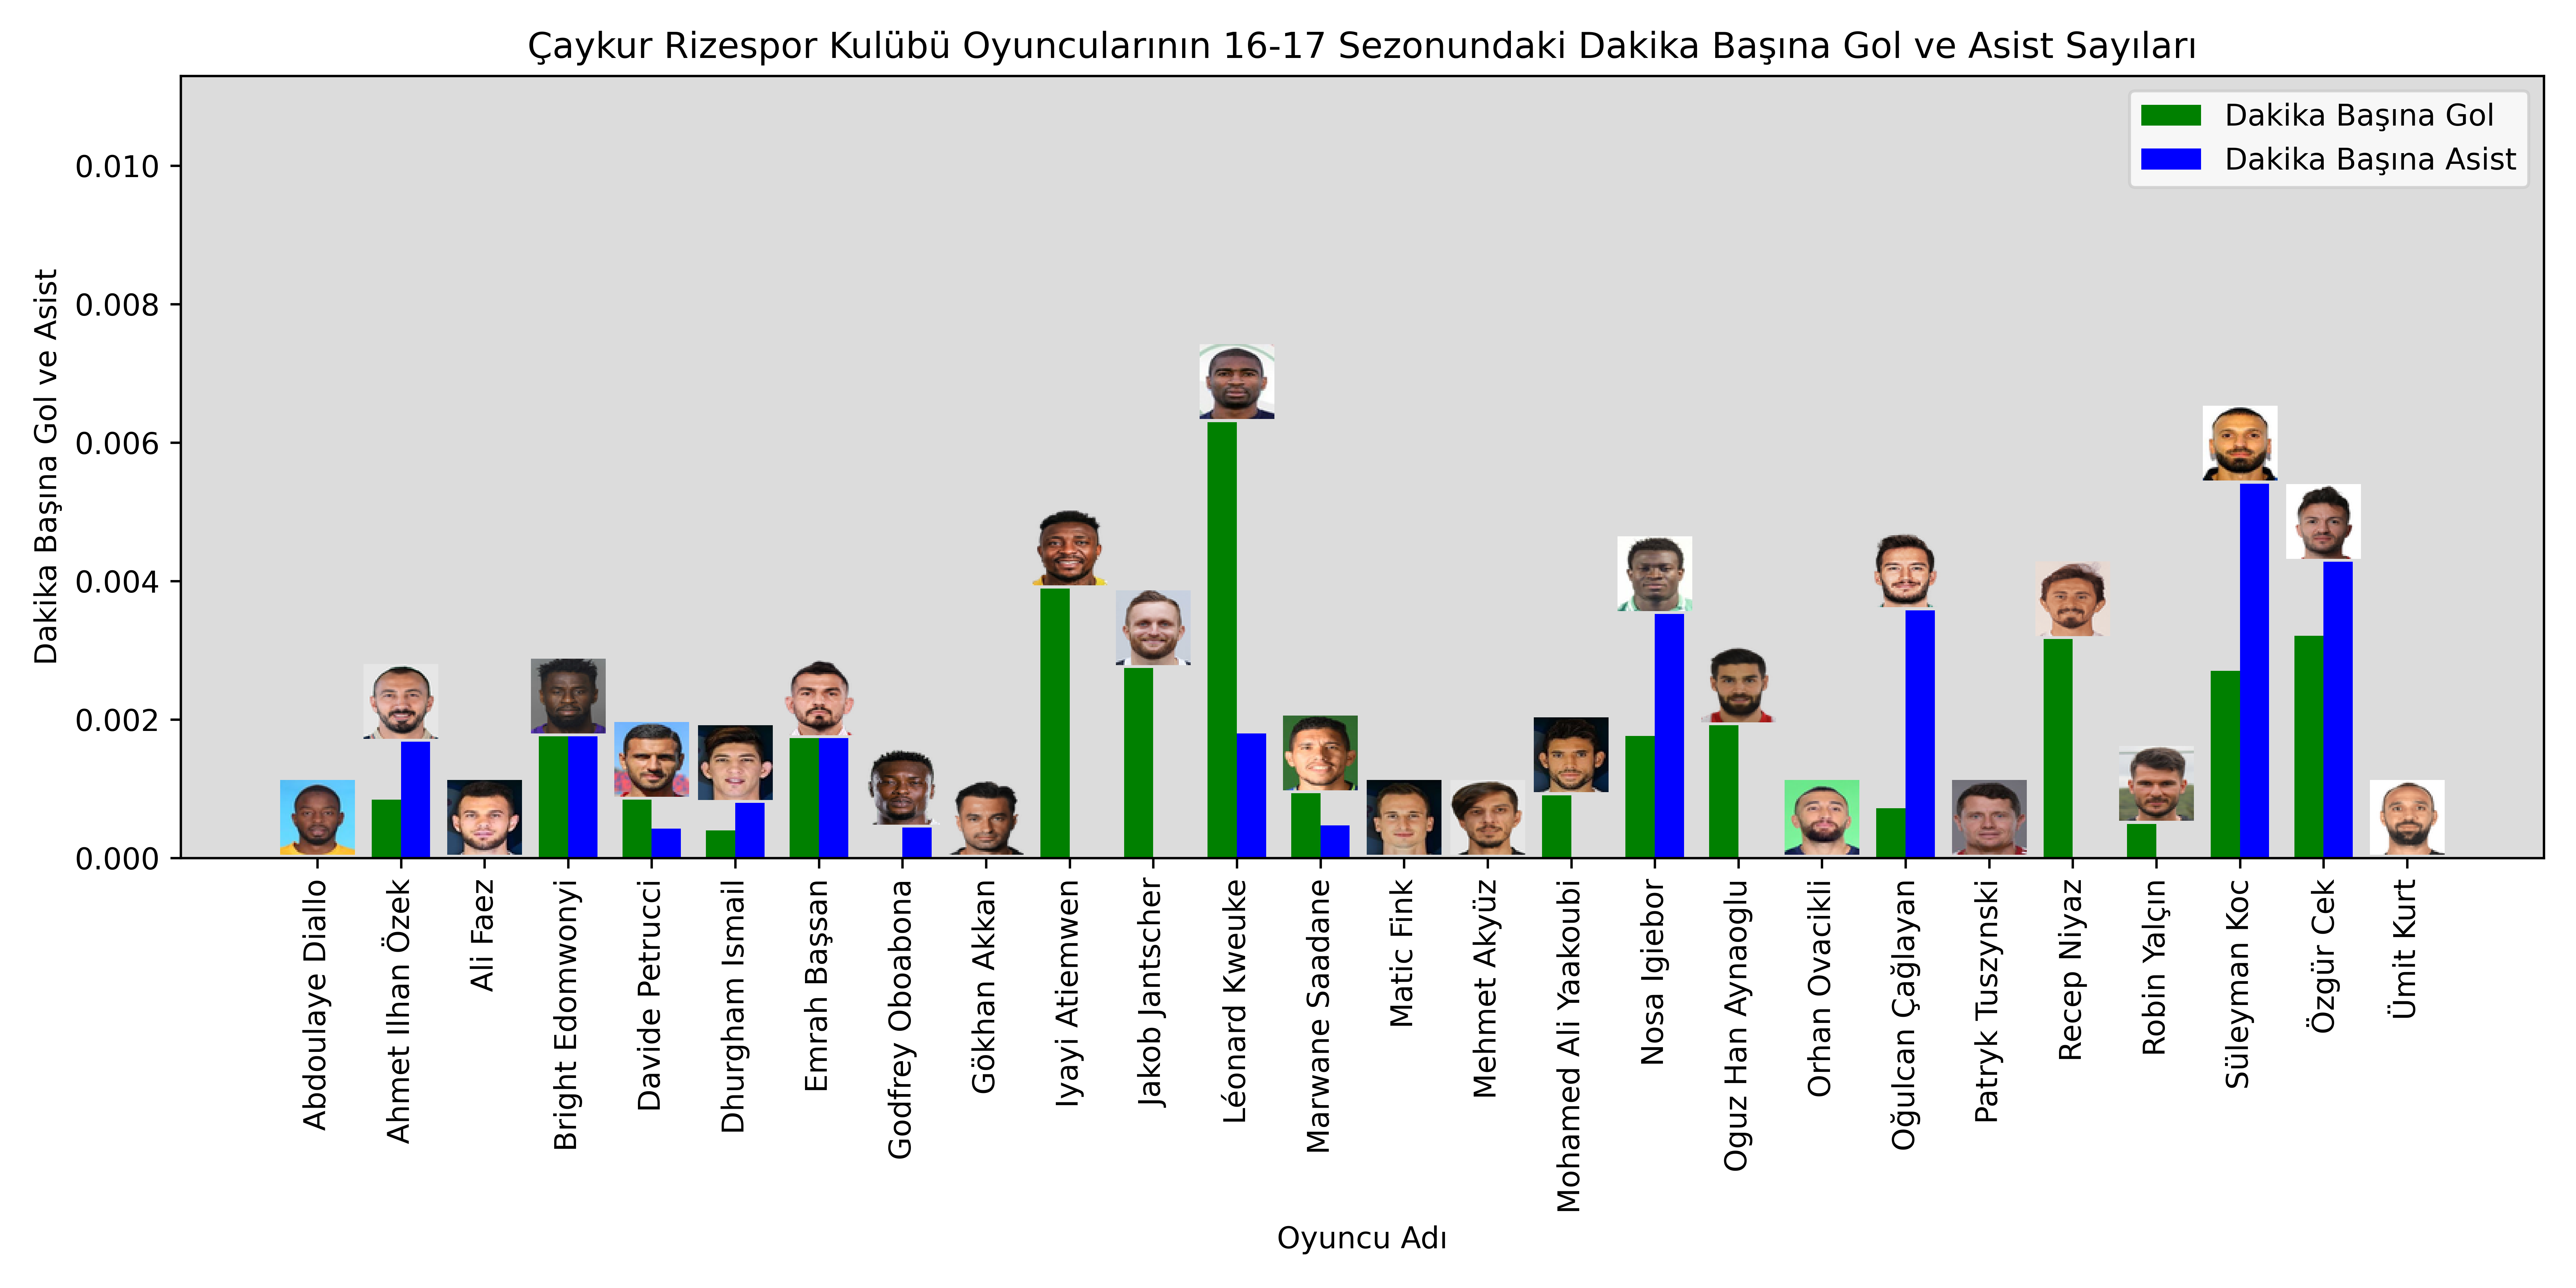 Çaykur Rizespor Kulübü Oyuncularının 16-17 Sezonundaki Dakika Başına Gol ve Asist Sayıları
Dakika Başına Gol
Dakika Başına Asist
Dakika Başına Gol ve Asist
0.010
0.008
0.006
0.004
0.002
0.000
Abdoulaye Diallo
Ahmet Ilhan Özek
Ali Faez
Bright Edomwonyi
Davide Petrucci
Dhurgham Ismail
Emrah Başsan
Godfrey Oboabona
Gökhan Akkan
Iyayi Atiemwen
Jakob Jantscher
Léonard Kweuke
Marwane Saadane
Matic Fink
Mehmet Akyüz
Mohamed Ali Yaakoubi
Nosa Igiebor
Oguz Han Aynaoglu
Orhan Ovacikli
Oğulcan Çağlayan
Patryk Tuszynski
Recep Niyaz
Robin Yalçın
Süleyman Koc
Özgür Cek
Ümit Kurt
Oyuncu Adı